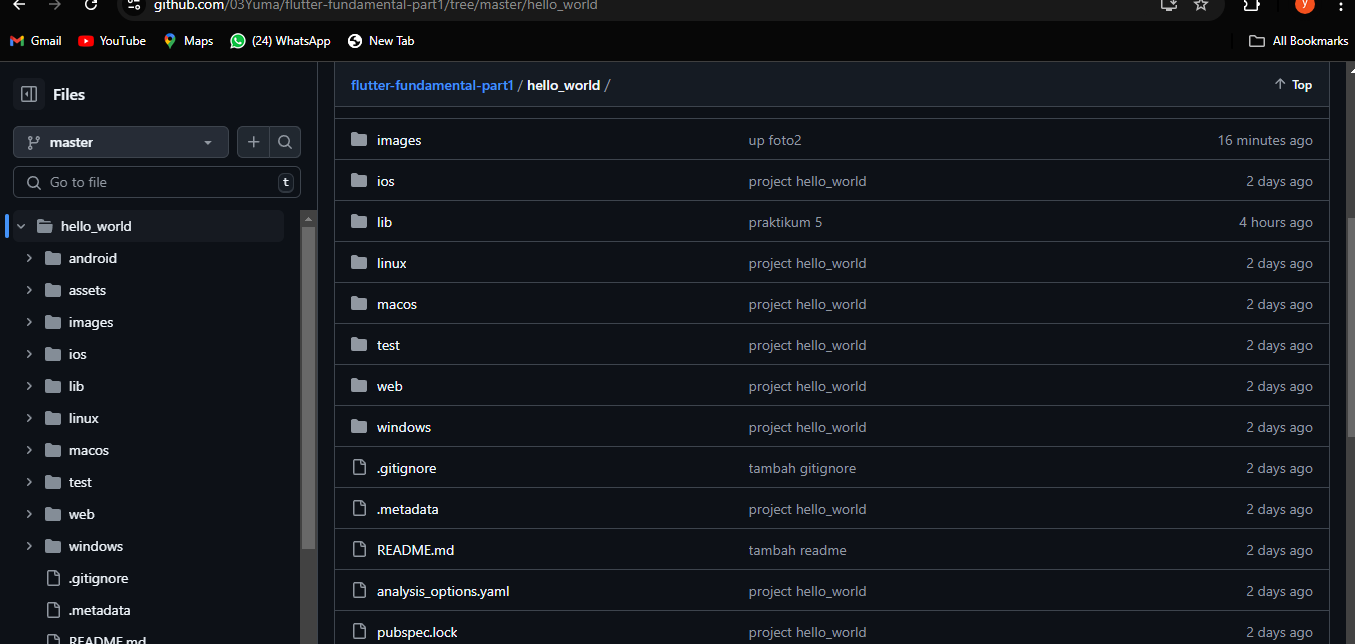 github.com/03Yuma/flutter-fundamental-part1/tree/master/hello_world
y
Gmail YouTube Maps (24) WhatsApp New Tab All Bookmarks
Files
master
Go to file t
hello_world
android
assets
images
ios
lib
linux
macos
test
web
windows
.gitignore
.metadata
README.md
flutter-fundamental-part1 / hello_world / Top
images up foto2 16 minutes ago
ios project hello_world 2 days ago
lib praktikum 5 4 hours ago
linux project hello_world 2 days ago
macos project hello_world 2 days ago
test project hello_world 2 days ago
web project hello_world 2 days ago
windows project hello_world 2 days ago
.gitignore tambah gitignore 2 days ago
.metadata project hello_world 2 days ago
README.md tambah readme 2 days ago
analysis_options.yaml project hello_world 2 days ago
pubspec.lock project hello_world 2 days ago